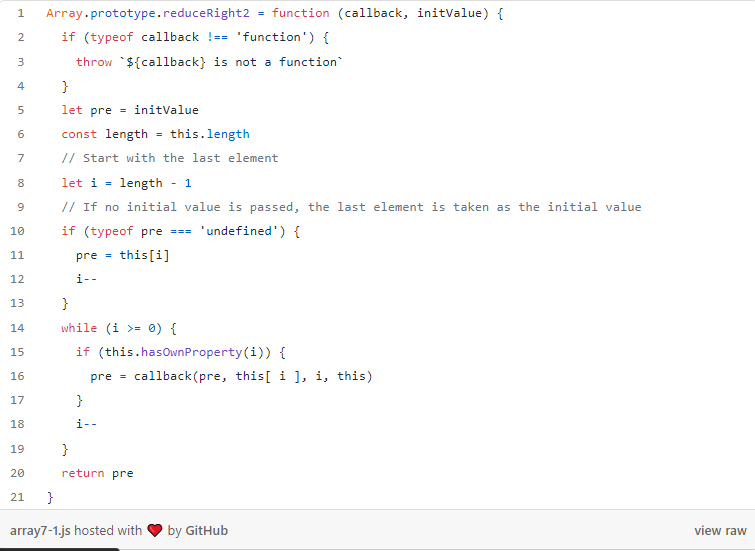 1 Array.prototype.reduceRight2 = function (callback, initValue) {
2 if (typeof callback !== 'function') {
3 throw `${callback} is not a function`
4 }
5 let pre = initValue
6 const length = this.length
7 // Start with the last element
8 let i = length - 1
9 // If no initial value is passed, the last element is taken as the initial value
10 if (typeof pre === 'undefined') {
11 pre = this[i]
12 i--
13 }
14 while (i >= 0) {
15 if (this.hasOwnProperty(i)) {
16 pre = callback(pre, this[ i ], i, this)
17 }
18 i--
19 }
20 return pre
21 }
array7-1.js hosted with ❤ by GitHub view raw